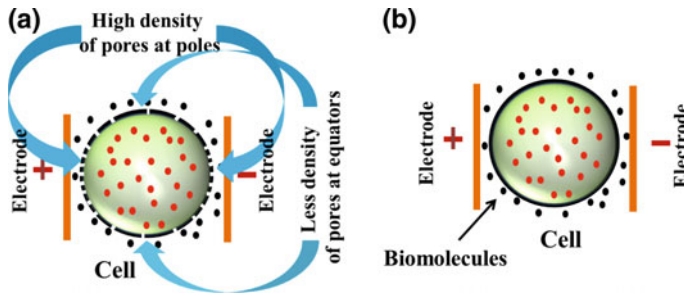 (a)
High density
of pores at poles
Electrode
+
−
Electrode
Less density
of pores at equators
Cell
(b)
Electrode
+
−
Electrode
Biomolecules
Cell